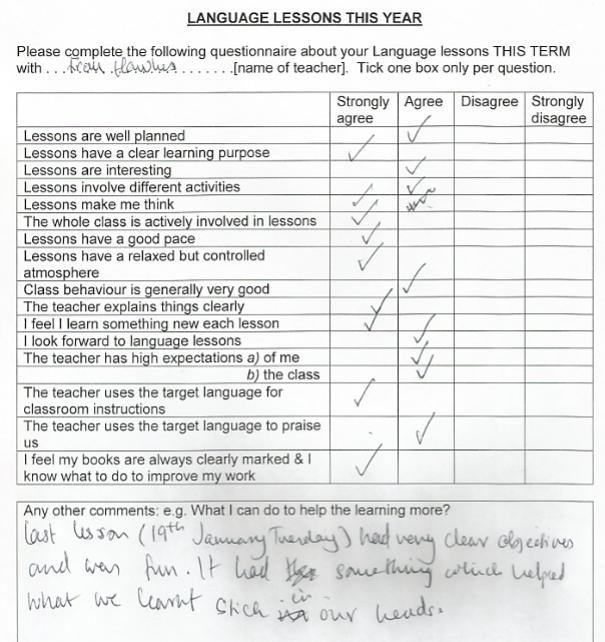 LANGUAGE LESSONS THIS YEAR
Please complete the following questionnaire about your Language lessons THIS TERM
with ... Frau Hawkes .......[name of teacher]. Tick one box only per question.
Strongly agree Agree Disagree Strongly disagree
Lessons are well planned
Lessons have a clear learning purpose
Lessons are interesting
Lessons involve different activities
Lessons make me think
The whole class is actively involved in lessons
Lessons have a good pace
Lessons have a relaxed but controlled
atmosphere
Class behaviour is generally very good
The teacher explains things clearly
I feel I learn something new each lesson
I look forward to language lessons
The teacher has high expectations a) of me
b) the class
The teacher uses the target language for
classroom instructions
The teacher uses the target language to praise
us
I feel my books are always clearly marked & I
know what to do to improve my work
Any other comments: e.g. What I can do to help the learning more?
last lesson (19th January Tuesday) had very clear objectives
and was fun. It had something which helped
what we learnt stick in our heads.